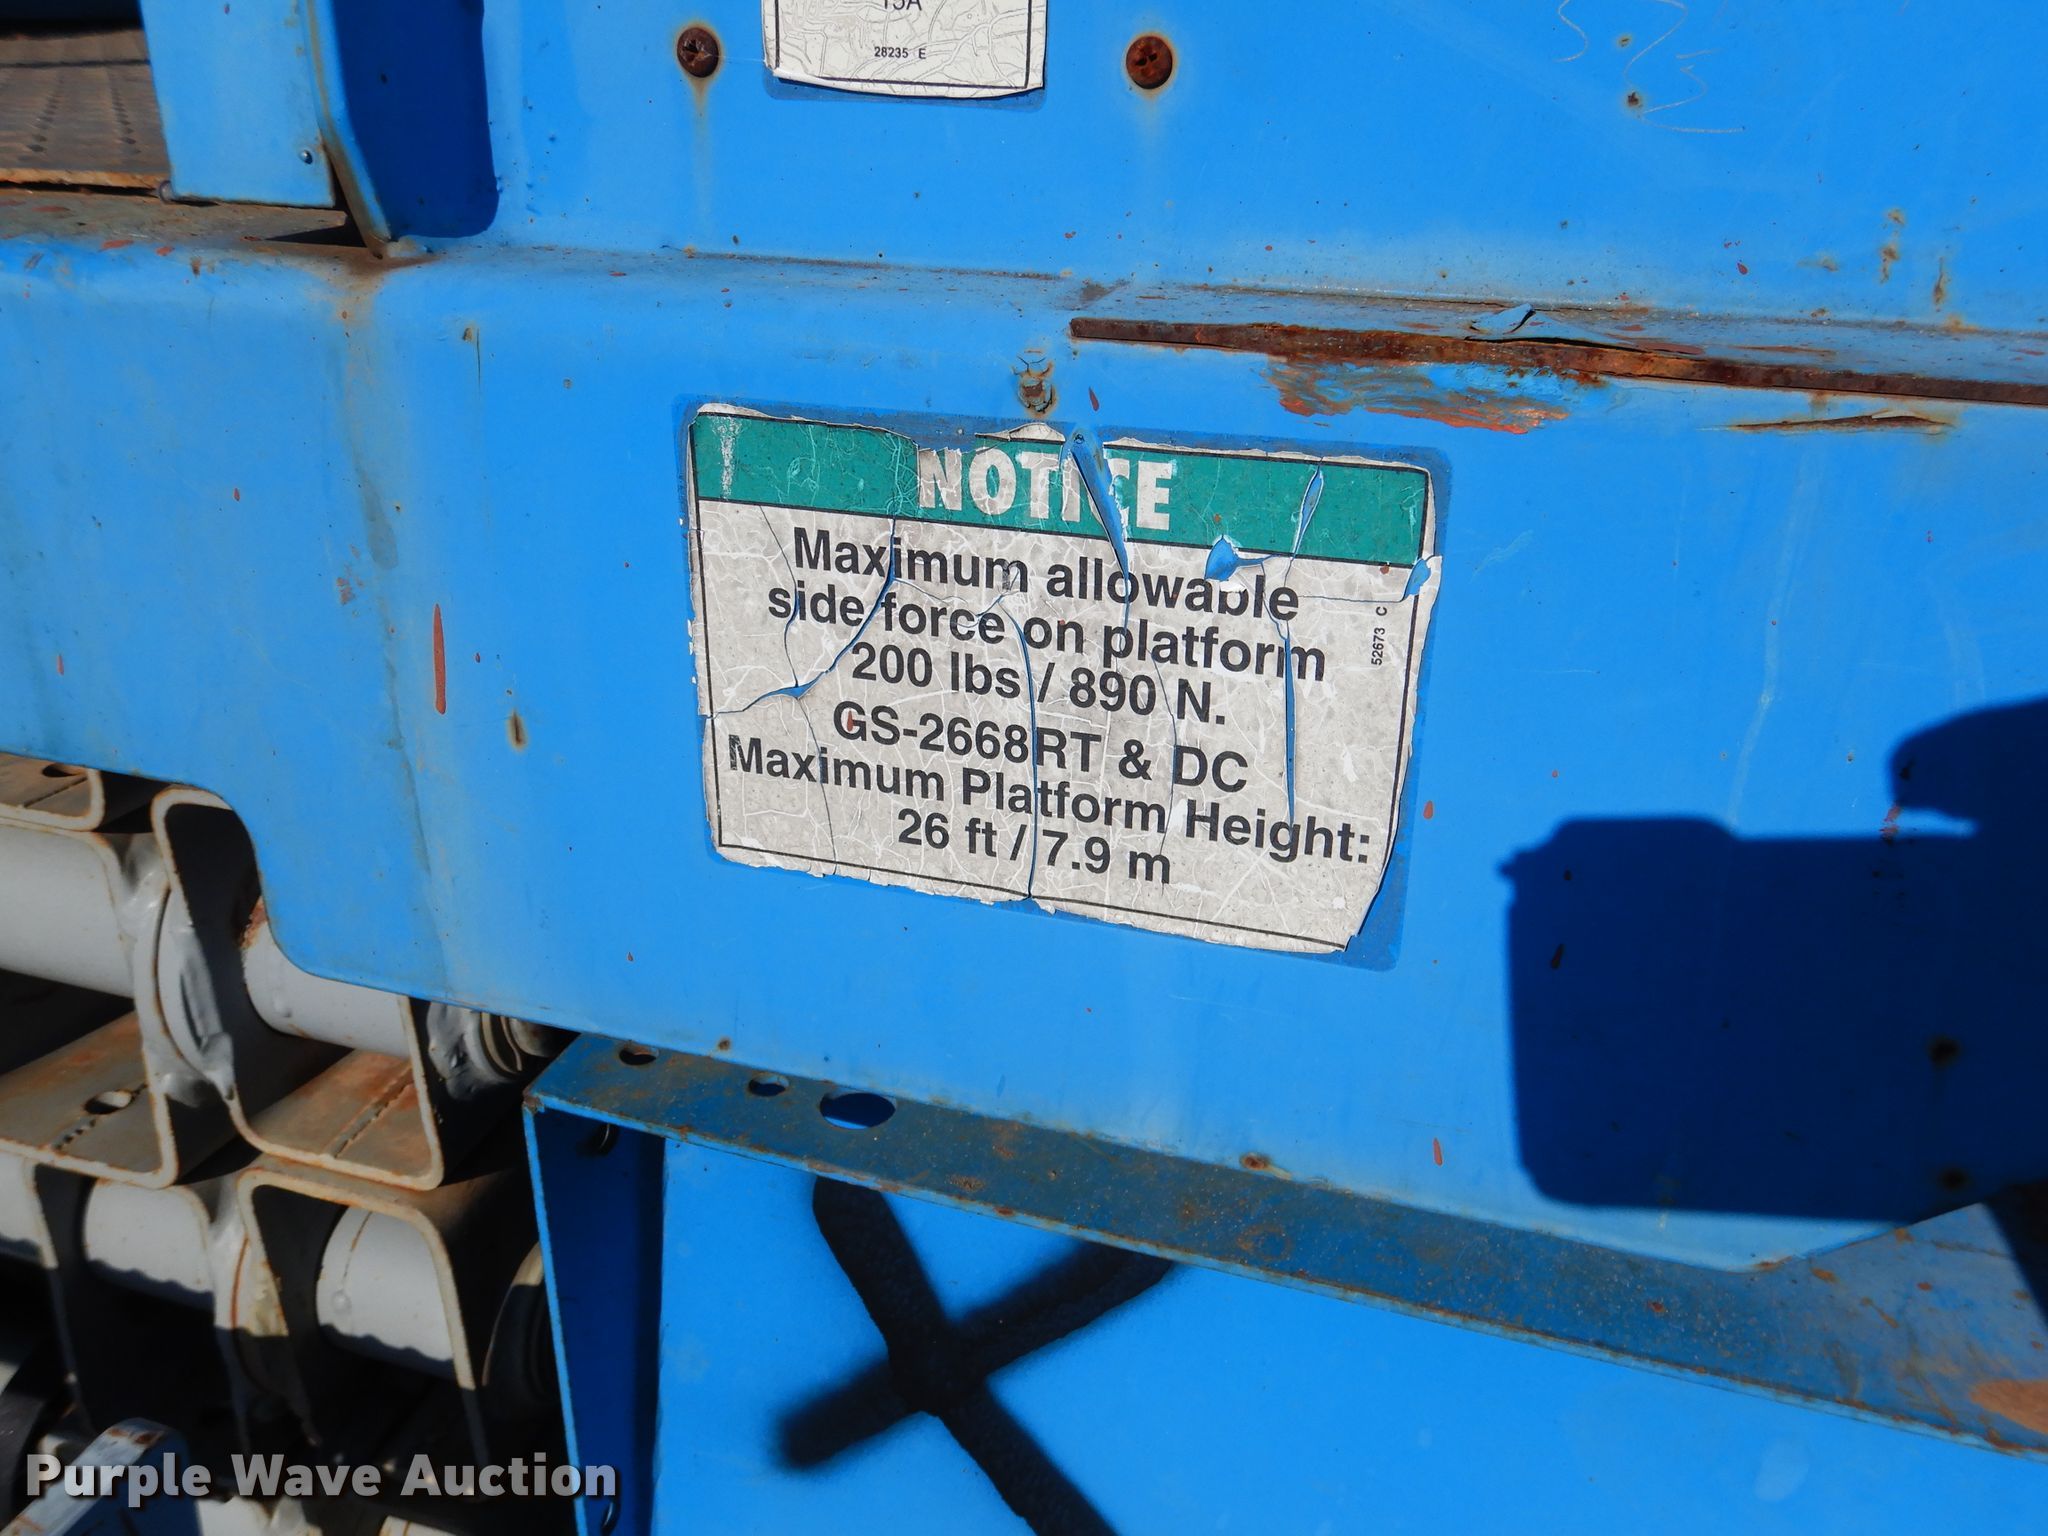 15A
28235 E
NOTICE
Maximum allowable
side force on platform
200 lbs / 890 N.
GS-2668RT & DC
Maximum Platform Height:
26 ft / 7.9 m
52673 C
Purple Wave Auction